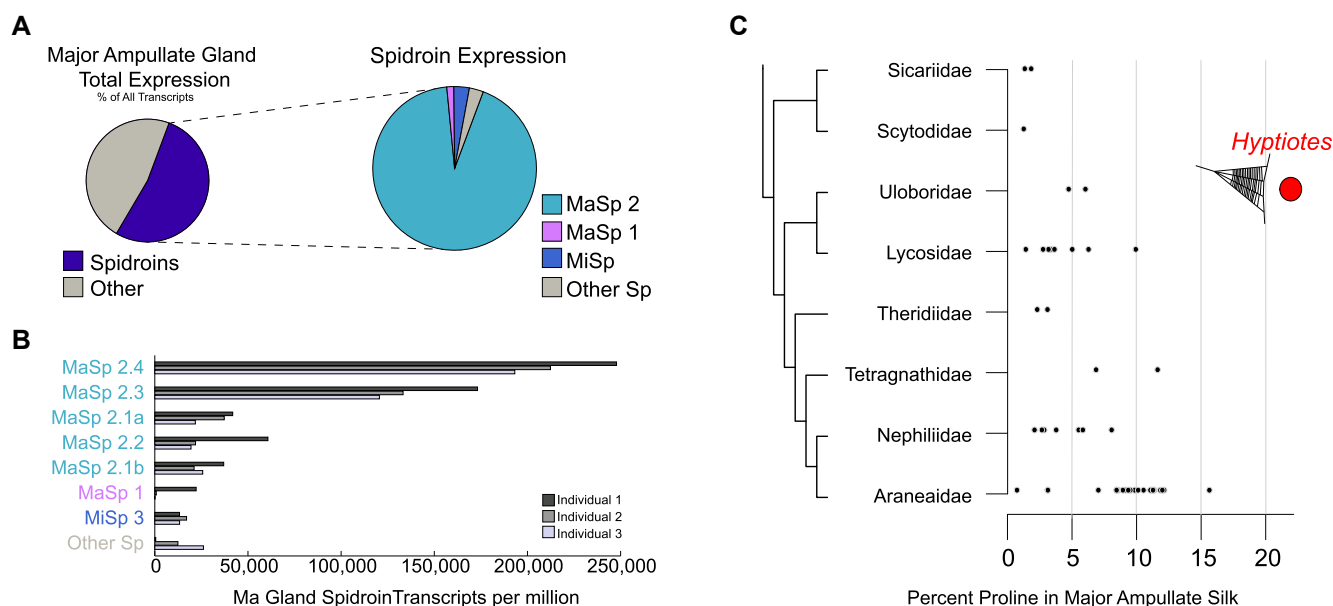 A
Major Ampullate Gland
Total Expression
% of All Transcripts
Spidroins
Other
Spidroin Expression
MaSp 2
MaSp 1
MiSp
Other Sp
B
MaSp 2.4
MaSp 2.3
MaSp 2.1a
MaSp 2.2
MaSp 2.1b
MaSp 1
MiSp 3
Other Sp
Individual 1
Individual 2
Individual 3
0 50,000 100,000 150,000 200,000 250,000
Ma Gland SpidroinTranscripts per million
C
Sicariidae
Scytodidae
Hyptiotes
Uloboridae
Lycosidae
Theridiidae
Tetragnathidae
Nephiliidae
Araneaidae
0 5 10 15 20
Percent Proline in Major Ampullate Silk